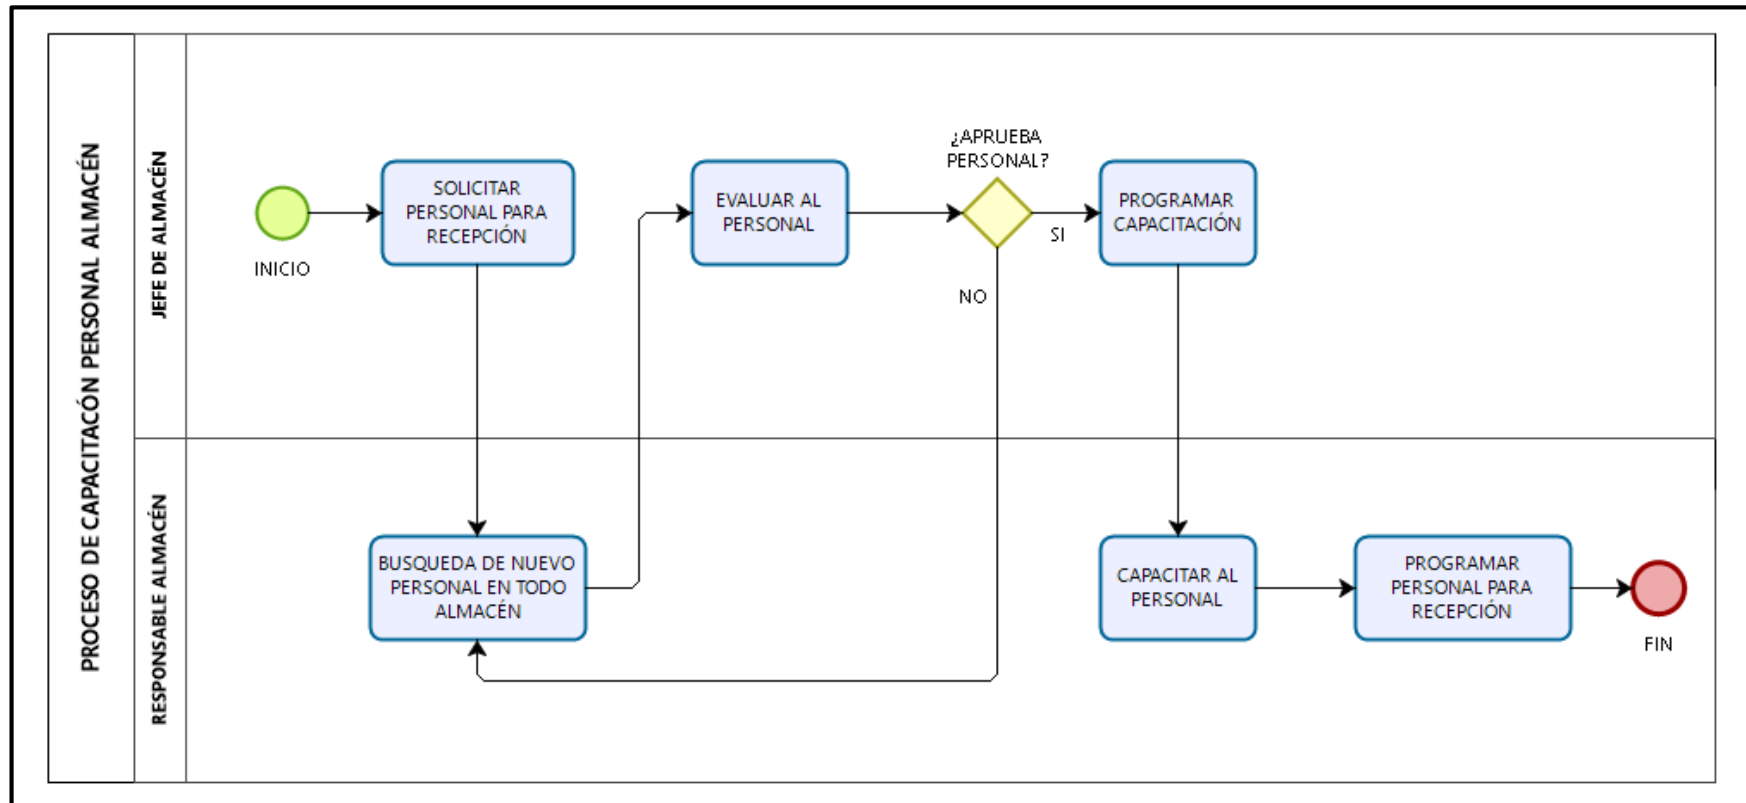 PROCESO DE CAPACITACÓN PERSONAL ALMACÉN
JEFE DE ALMACÉN
INICIO
SOLICITAR
PERSONAL PARA
RECEPCIÓN
EVALUAR AL
PERSONAL
¿APRUEBA
PERSONAL?
SI
NO
PROGRAMAR
CAPACITACIÓN
RESPONSABLE ALMACÉN
BUSQUEDA DE NUEVO
PERSONAL EN TODO
ALMACÉN
CAPACITAR AL
PERSONAL
PROGRAMAR
PERSONAL PARA
RECEPCIÓN
FIN